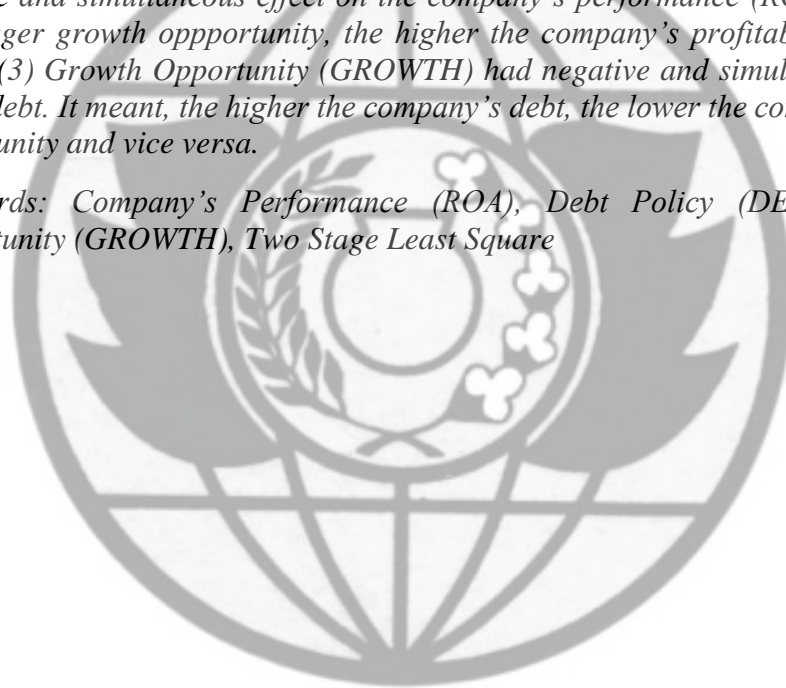 and simultaneous effect on the company's performance
growth oppportunity, the higher the company's profitab
(3) Growth Opportunity (GROWTH) had negative and simul
debt. It meant, the higher the company's debt, the lower the co
unity and vice versa.
rds: Company's Performance (ROA), Debt Policy (DE
tunity (GROWTH), Two Stage Least Square